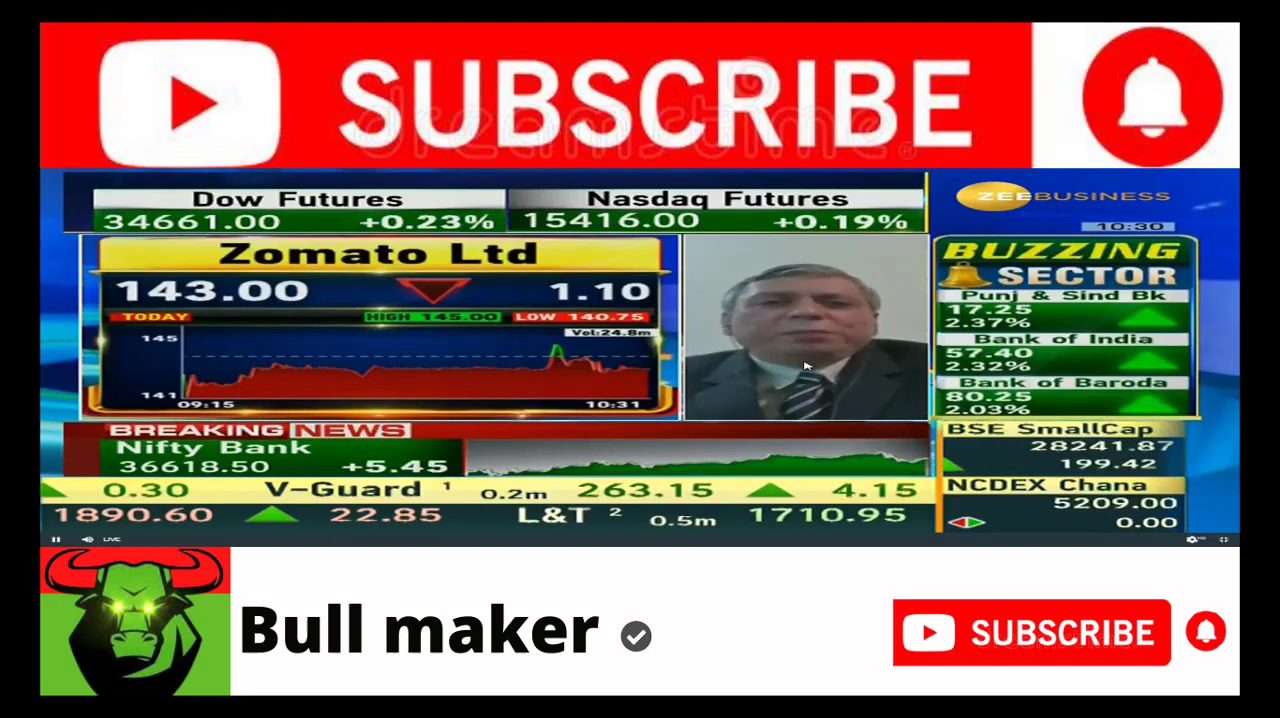 SUBSCRIBE
dreamstime®
Dow Futures
34661.00 +0.23%
Nasdaq Futures
15416.00 +0.19%
ZEEBUSINESS
10:30
Zomato Ltd
143.00 1.10
TODAY HIGH 145.00 LOW 140.75
Vol:24.8m
145
141
09:15 10:31
BUZZING
SECTOR
Punj & Sind Bk
17.25
2.37%
Bank of India
57.40
2.32%
Bank of Baroda
80.25
2.03%
BREAKING NEWS
Nifty Bank
36618.50 +5.45
BSE SmallCap
28241.87
199.42
NCDEX Chana
5209.00
0.00
0.30 V-Guard 1 0.2m 263.15 4.15
1890.60 22.85 L&T 2 0.5m 1710.95
LIVE
Bull maker
SUBSCRIBE